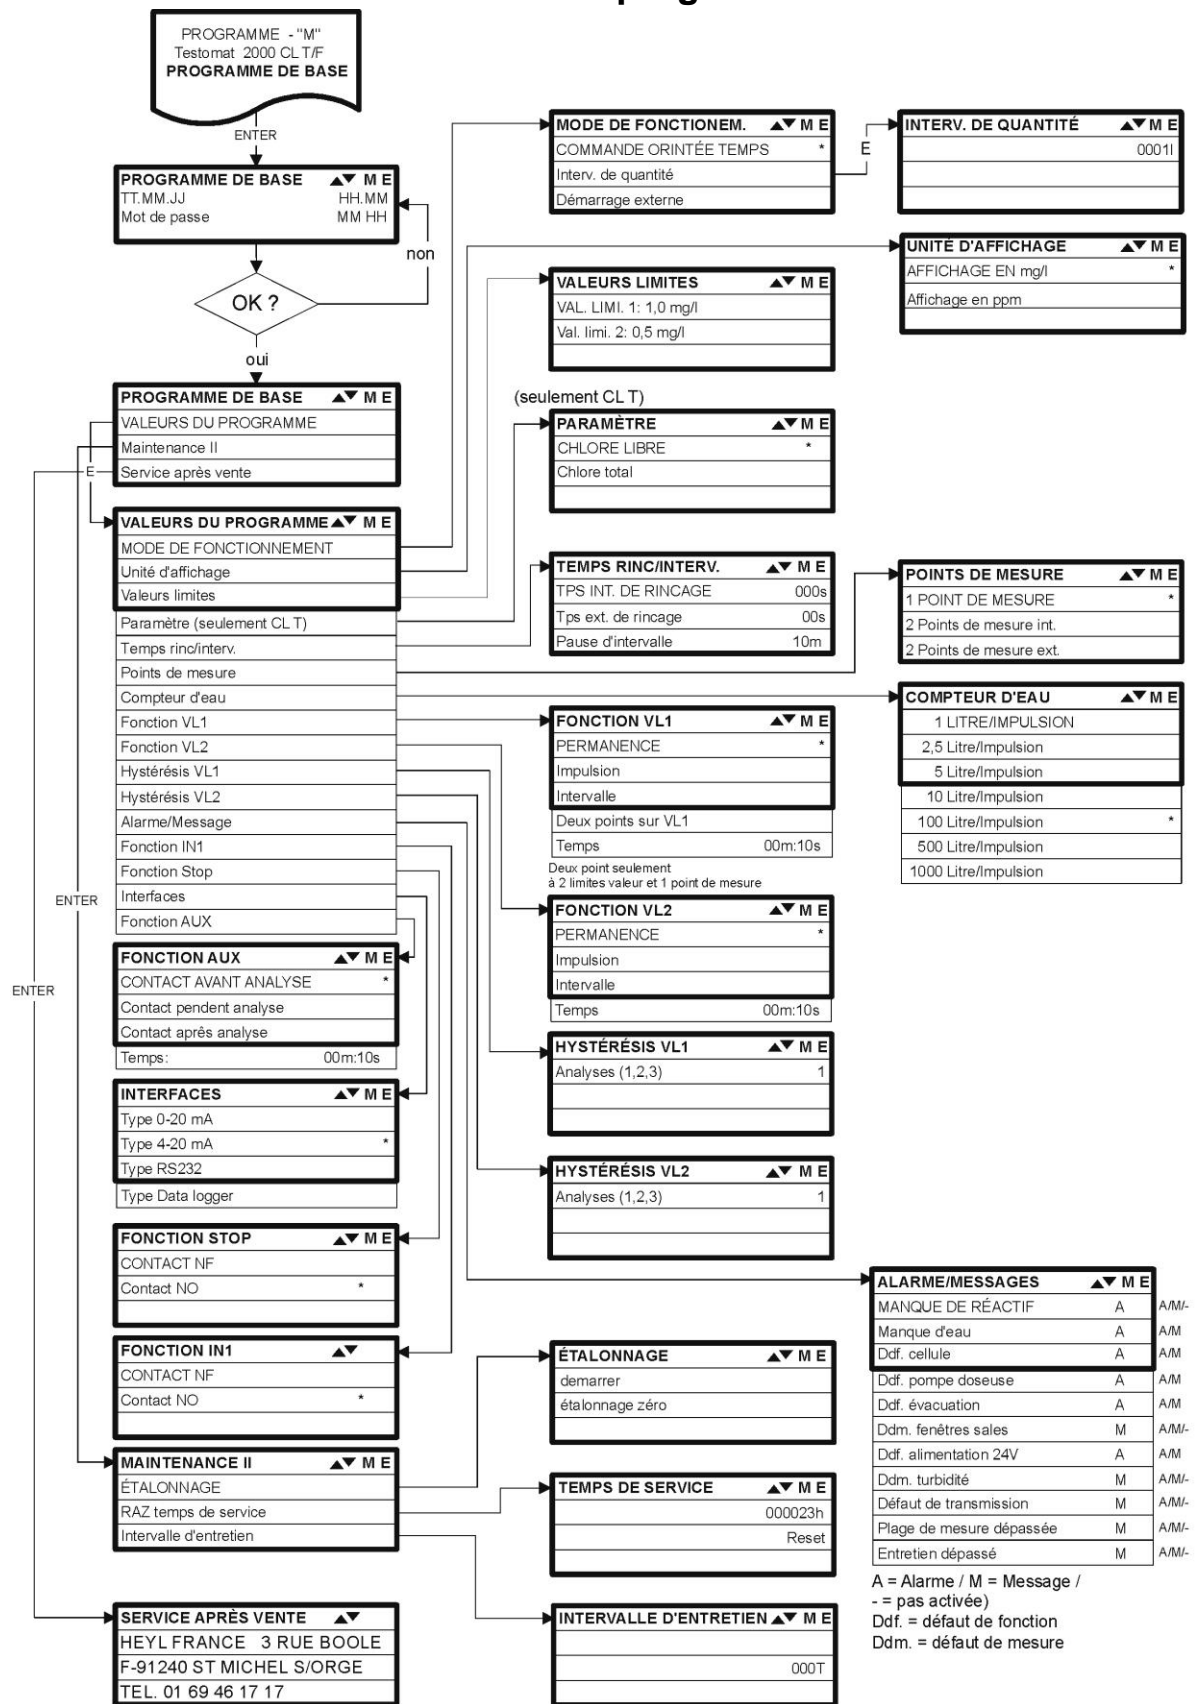 PROGRAMME - "M"
Testomat 2000 CL T/F
PROGRAMME DE BASE
ENTER
PROGRAMME DE BASE ▲▼ M E
TT.MM.JJ HH.MM
Mot de passe MM HH
non
OK ?
oui
PROGRAMME DE BASE ▲▼ M E
VALEURS DU PROGRAMME
Maintenance II
E
Service après vente
VALEURS DU PROGRAMME ▲▼ M E
MODE DE FONCTIONNEMENT
Unité d'affichage
Valeurs limites
Paramètre (seulement CL T)
Temps rinc/interv.
Points de mesure
Compteur d'eau
Fonction VL1
Fonction VL2
Hystérésis VL1
Hystérésis VL2
Alarme/Message
Fonction IN1
Fonction Stop
Interfaces
Fonction AUX
ENTER
ENTER
FONCTION AUX ▲▼ M E
CONTACT AVANT ANALYSE *
Contact pendent analyse
Contact après analyse
Temps: 00m:10s
INTERFACES ▲▼ M E
Type 0-20 mA
Type 4-20 mA *
Type RS232
Type Data logger
FONCTION STOP ▲▼ M E
CONTACT NF
Contact NO *
FONCTION IN1 ▲▼
CONTACT NF
Contact NO *
MAINTENANCE II ▲▼ M E
ÉTALONNAGE
RAZ temps de service
Intervalle d'entretien
SERVICE APRÈS VENTE ▲▼
HEYL FRANCE 3 RUE BOOLE
F-91240 ST MICHEL S/ORGE
TEL. 01 69 46 17 17
MODE DE FONCTIONEM. ▲▼ M E
COMMANDE ORINTÉE TEMPS *
Interv. de quantité
Démarrage externe
E
INTERV. DE QUANTITÉ ▲▼ M E
0001l
UNITÉ D'AFFICHAGE ▲▼ M E
AFFICHAGE EN mg/l *
Affichage en ppm
VALEURS LIMITES ▲▼ M E
VAL. LIMI. 1: 1,0 mg/l
Val. limi. 2: 0,5 mg/l
(seulement CL T)
PARAMÈTRE ▲▼ M E
CHLORE LIBRE *
Chlore total
TEMPS RINC/INTERV. ▲▼ M E
TPS INT. DE RINCAGE 000s
Tps ext. de rincage 00s
Pause d'intervalle 10m
POINTS DE MESURE ▲▼ M E
1 POINT DE MESURE *
2 Points de mesure int.
2 Points de mesure ext.
COMPTEUR D'EAU ▲▼ M E
1 LITRE/IMPULSION
2,5 Litre/Impulsion
5 Litre/Impulsion
10 Litre/Impulsion
100 Litre/Impulsion *
500 Litre/Impulsion
1000 Litre/Impulsion
FONCTION VL1 ▲▼ M E
PERMANENCE *
Impulsion
Intervalle
Deux points sur VL1
Temps 00m:10s
Deux point seulement
à 2 limites valeur et 1 point de mesure
FONCTION VL2 ▲▼ M E
PERMANENCE *
Impulsion
Intervalle
Temps 00m:10s
HYSTÉRÉSIS VL1 ▲▼ M E
Analyses (1,2,3) 1
HYSTÉRÉSIS VL2 ▲▼ M E
Analyses (1,2,3) 1
ALARME/MESSAGES ▲▼ M E
MANQUE DE RÉACTIF A A/M/-
Manque d'eau A A/M
Ddf. cellule A A/M
Ddf. pompe doseuse A A/M
Ddf. évacuation A A/M
Ddm. fenêtres sales M A/M/-
Ddf. alimentation 24V A A/M
Ddm. turbidité M A/M/-
Défaut de transmission M A/M/-
Plage de mesure dépassée M A/M/-
Entretien dépassé M A/M/-
A = Alarme / M = Message /
- = pas activée)
Ddf. = défaut de fonction
Ddm. = défaut de mesure
ÉTALONNAGE ▲▼ M E
demarrer
étalonnage zéro
TEMPS DE SERVICE ▲▼ M E
000023h
Reset
INTERVALLE D'ENTRETIEN ▲▼ M E
000T